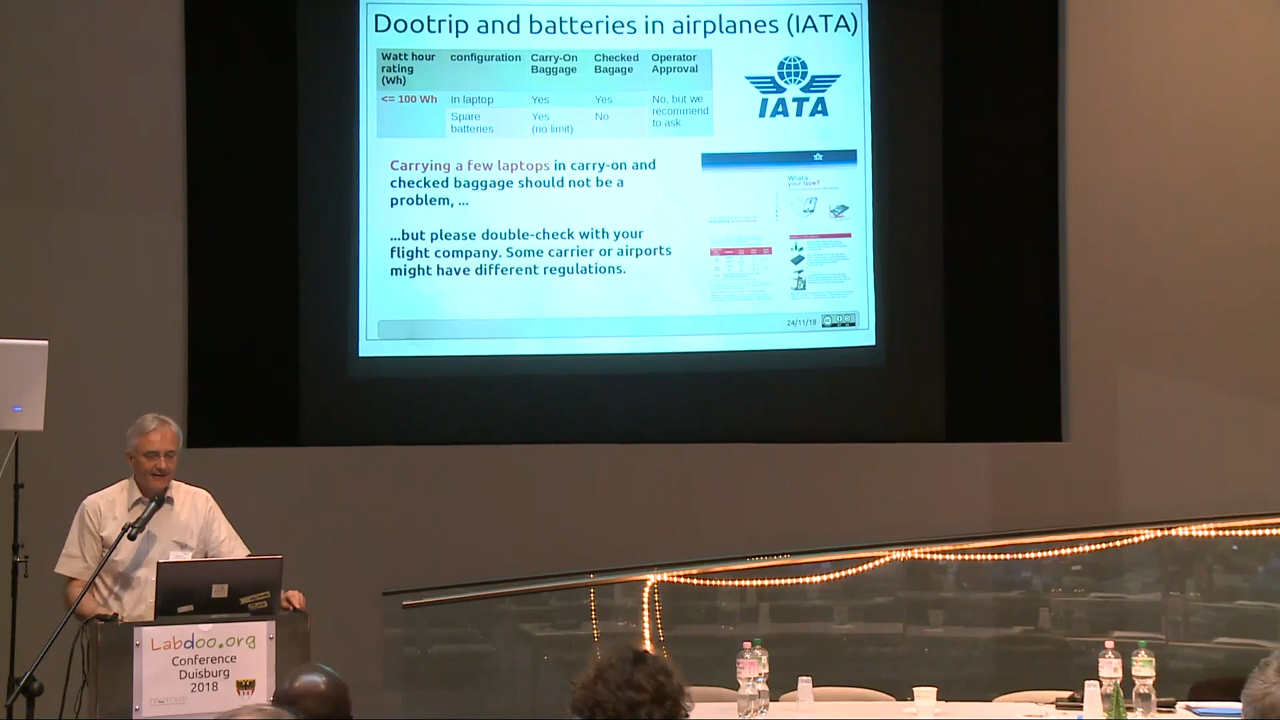 Dootrip and batteries in airplanes (IATA)
Watt hour rating (Wh) configuration Carry-On Baggage Checked Bagage Operator Approval
<= 100 Wh In laptop Yes Yes No, but we recommend to ask
Spare batteries Yes (no limit) No
IATA
Carrying a few laptops in carry-on and
checked baggage should not be a
problem, ...
...but please double-check with your
flight company. Some carrier or airports
might have different regulations.
What's
your type?
24/11/18
Labdoo.org
Conference
Duisburg
2018